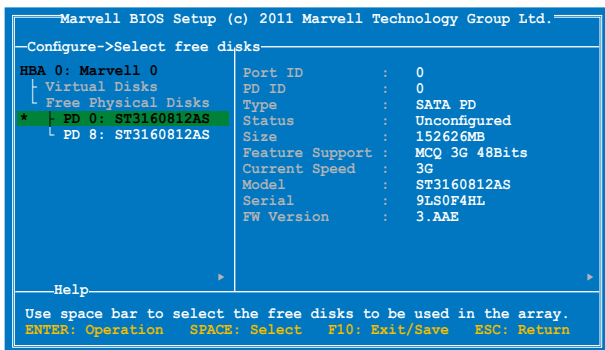 Marvell BIOS Setup (c) 2011 Marvell Technology Group Ltd.
Configure->Select free disks
HBA 0: Marvell 0
Virtual Disks
Free Physical Disks
* PD 0: ST3160812AS
PD 8: ST3160812AS
Port ID : 0
PD ID : 0
Type : SATA PD
Status : Unconfigured
Size : 152626MB
Feature Support : MCQ 3G 48Bits
Current Speed : 3G
Model : ST3160812AS
Serial : 9LS0F4HL
FW Version : 3.AAE
Help
Use space bar to select the free disks to be used in the array.
ENTER: Operation SPACE: Select F10: Exit/Save ESC: Return